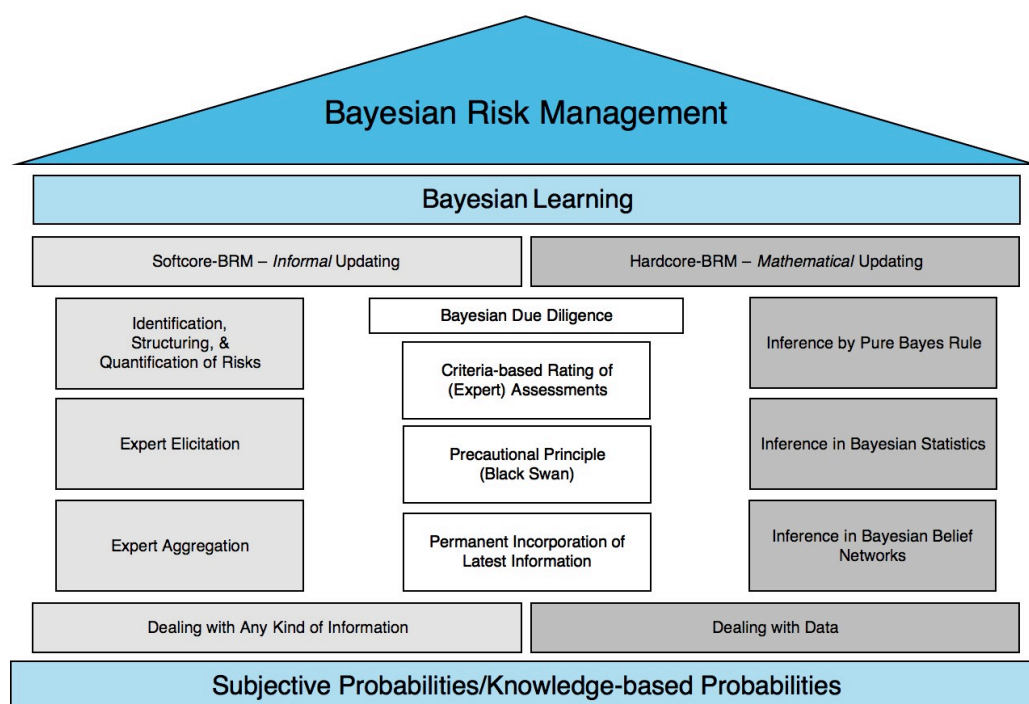 Bayesian Risk Management
Bayesian Learning
Softcore-BRM – Informal Updating
Hardcore-BRM – Mathematical Updating
Identification,
Structuring, &
Quantification of Risks
Expert Elicitation
Expert Aggregation
Bayesian Due Diligence
Criteria-based Rating of
(Expert) Assessments
Precautional Principle
(Black Swan)
Permanent Incorporation of
Latest Information
Inference by Pure Bayes Rule
Inference in Bayesian Statistics
Inference in Bayesian Belief
Networks
Dealing with Any Kind of Information
Dealing with Data
Subjective Probabilities/Knowledge-based Probabilities